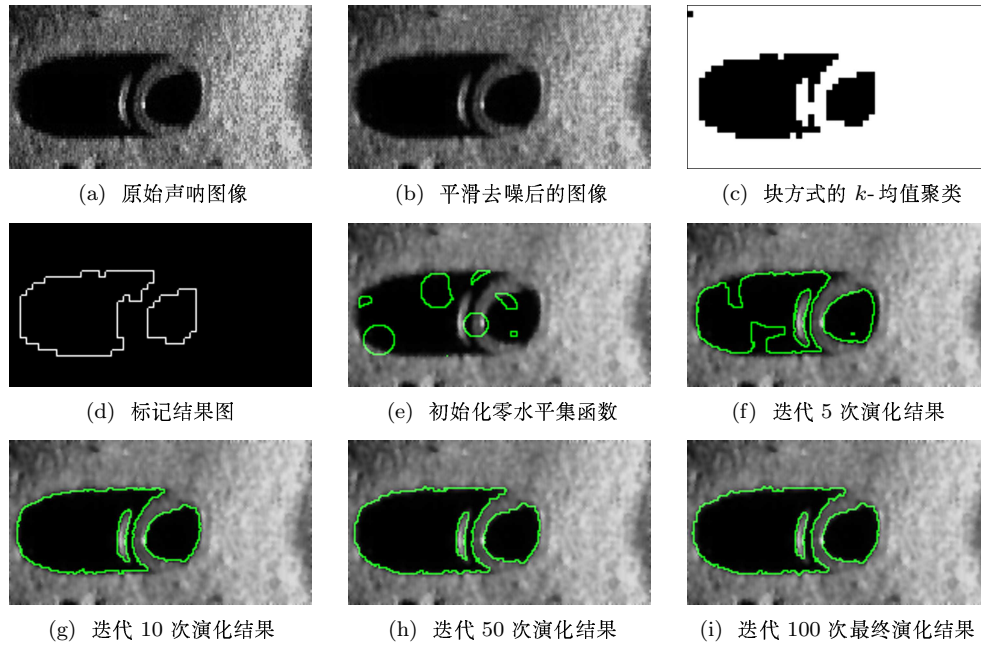 (a) 原始声呐图像
(b) 平滑去噪后的图像
(c) 块方式的 k-均值聚类
(d) 标记结果图
(e) 初始化零水平集函数
(f) 迭代 5 次演化结果
(g) 迭代 10 次演化结果
(h) 迭代 50 次演化结果
(i) 迭代 100 次最终演化结果